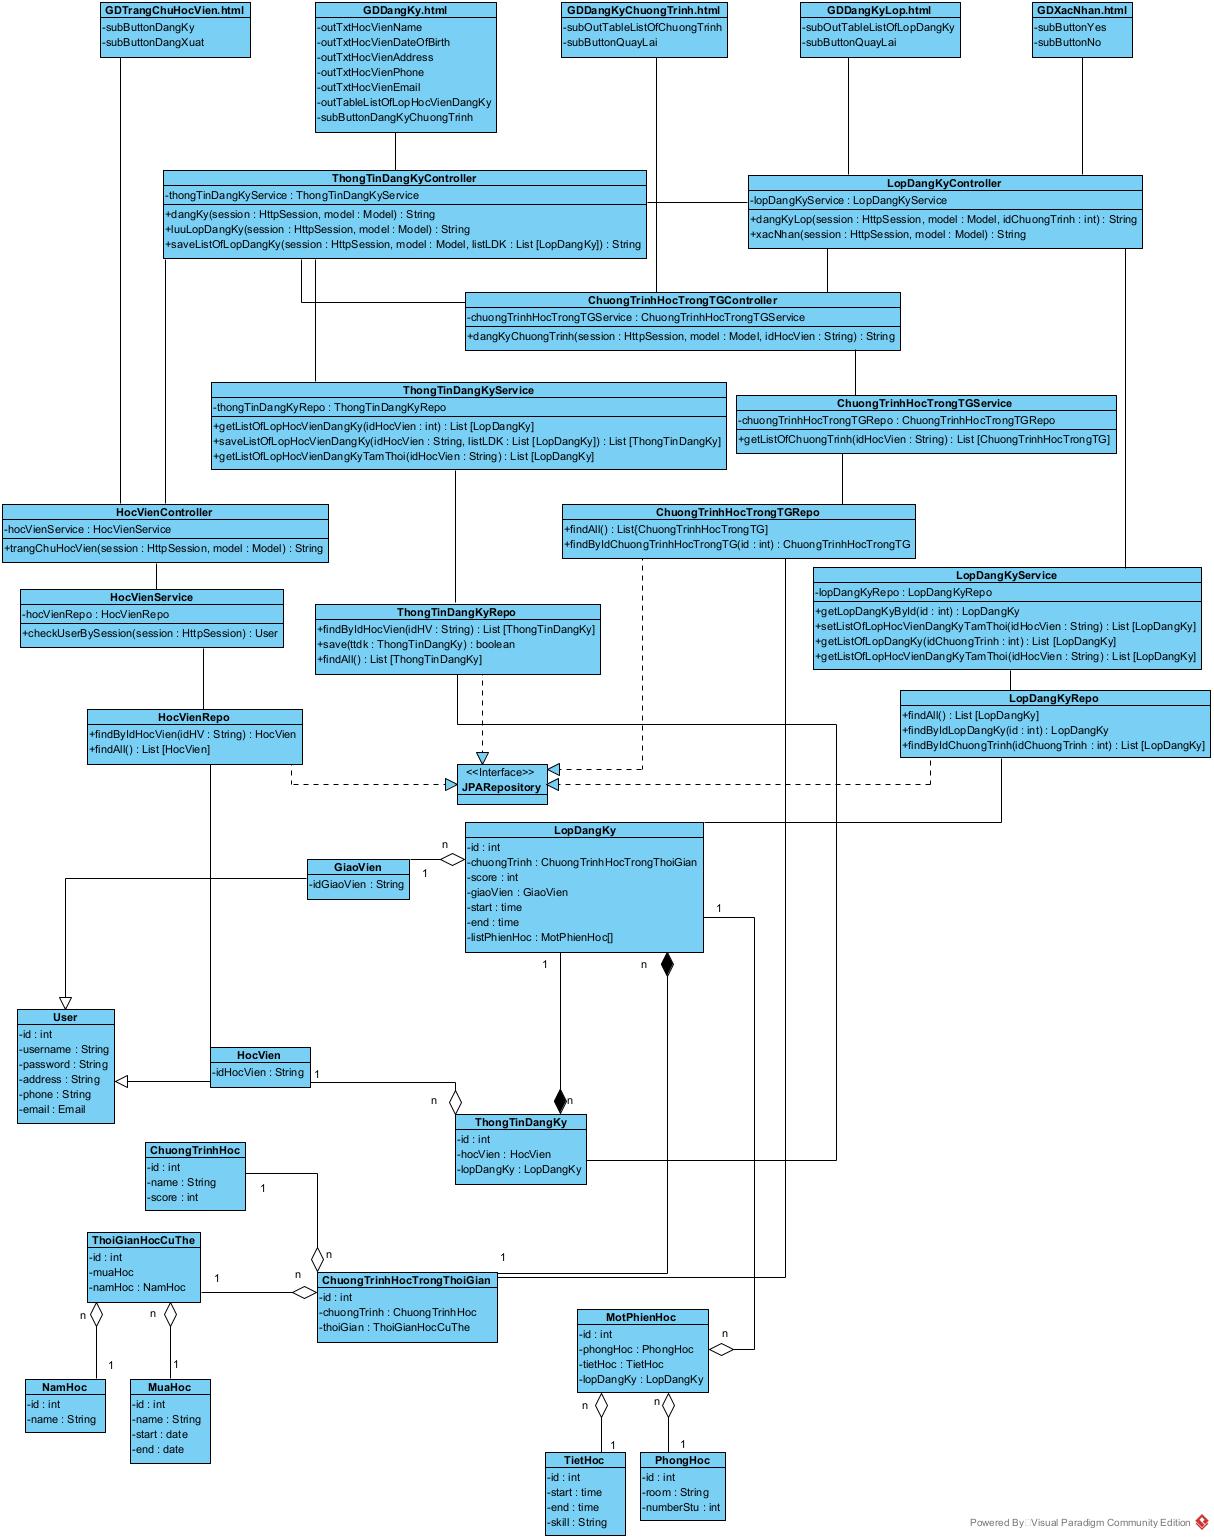 GDTrangChuHocVien.html
-subButtonDangKy
-subButtonDangXuat
GDDangKy.html
-outTxtHocVienName
-outTxtHocVienDateOfBirth
-outTxtHocVienAddress
-outTxtHocVienPhone
-outTxtHocVienEmail
-outTableListOfLopHocVienDangKy
-subButtonDangKyChuongTrinh
GDDangKyChuongTrinh.html
-subOutTableListOfChuongTrinh
-subButtonQuayLai
GDDangKyLop.html
-subOutTableListOfLopDangKy
-subButtonQuayLai
GDXacNhan.html
-subButtonYes
-subButtonNo
ThongTinDangKyController
-thongTinDangKyService : ThongTinDangKyService
+dangKy(session : HttpSession, model : Model) : String
+luuLopDangKy(session : HttpSession, model : Model) : String
+saveListOfLopDangKy(session : HttpSession, model : Model, listLDK : List [LopDangKy]) : String
LopDangKyController
-lopDangKyService : LopDangKyService
+dangKyLop(session : HttpSession, model : Model, idChuongTrinh : int) : String
+xacNhan(session : HttpSession, model : Model) : String
ChuongTrinhHocTrongTGController
-chuongTrinhHocTrongTGService : ChuongTrinhHocTrongTGService
+dangKyChuongTrinh(session : HttpSession, model : Model, idHocVien : String) : String
ThongTinDangKyService
-thongTinDangKyRepo : ThongTinDangKyRepo
+getListOfLopHocVienDangKy(idHocVien : int) : List [LopDangKy]
+saveListOfLopHocVienDangKy(idHocVien : String, listLDK : List [LopDangKy]) : List [ThongTinDangKy]
+getListOfLopHocVienDangKyTamThoi(idHocVien : String) : List [LopDangKy]
ChuongTrinhHocTrongTGService
-chuongTrinhHocTrongTGRepo : ChuongTrinhHocTrongTGRepo
+getListOfChuongTrinh(idHocVien : String) : List [ChuongTrinhHocTrongTG]
HocVienController
-hocVienService : HocVienService
+trangChuHocVien(session : HttpSession, model : Model) : String
ChuongTrinhHocTrongTGRepo
+findAll() : List{ChuongTrinhHocTrongTG]
+findByIdChuongTrinhHocTrongTG(id : int) : ChuongTrinhHocTrongTG
HocVienService
-hocVienRepo : HocVienRepo
+checkUserBySession(session : HttpSession) : User
ThongTinDangKyRepo
+findByIdHocVien(idHV : String) : List [ThongTinDangKy]
+save(ttdk : ThongTinDangKy) : boolean
+findAll() : List [ThongTinDangKy]
LopDangKyService
-lopDangKyRepo : LopDangKyRepo
+getLopDangKyById(id : int) : LopDangKy
+setListOfLopHocVienDangKyTamThoi(idHocVien : String) : List [LopDangKy]
+getListOfLopDangKy(idChuongTrinh : int) : List [LopDangKy]
+getListOfLopHocVienDangKyTamThoi(idHocVien : String) : List [LopDangKy]
HocVienRepo
+findByIdHocVien(idHV : String) : HocVien
+findAll() : List [HocVien]
LopDangKyRepo
+findAll() : List [LopDangKy]
+findByIdLopDangKy(id : int) : LopDangKy
+findByIdChuongTrinh(idChuongTrinh : int) : List [LopDangKy]
<<Interface>>
JPARepository
LopDangKy
-id : int
-chuongTrinh : ChuongTrinhHocTrongThoiGian
-score : int
-giaoVien : GiaoVien
-start : time
-end : time
-listPhienHoc : MotPhienHoc[]
n
1
GiaoVien
-idGiaoVien : String
1
1
n
User
-id : int
-username : String
-password : String
-address : String
-phone : String
-email : Email
HocVien
-idHocVien : String
1
n
n
ThongTinDangKy
-id : int
-hocVien : HocVien
-lopDangKy : LopDangKy
ChuongTrinhHoc
-id : int
-name : String
-score : int
1
n
1
ThoiGianHocCuThe
-id : int
-muaHoc
-namHoc : NamHoc
1
n
ChuongTrinhHocTrongThoiGian
-id : int
-chuongTrinh : ChuongTrinhHoc
-thoiGian : ThoiGianHocCuThe
n
n
1
1
NamHoc
-id : int
-name : String
MuaHoc
-id : int
-name : String
-start : date
-end : date
MotPhienHoc
-id : int
-phongHoc : PhongHoc
-tietHoc : TietHoc
-lopDangKy : LopDangKy
n
n
n
1
1
TietHoc
-id : int
-start : time
-end : time
-skill : String
PhongHoc
-id : int
-room : String
-numberStu : int
Powered By Visual Paradigm Community Edition